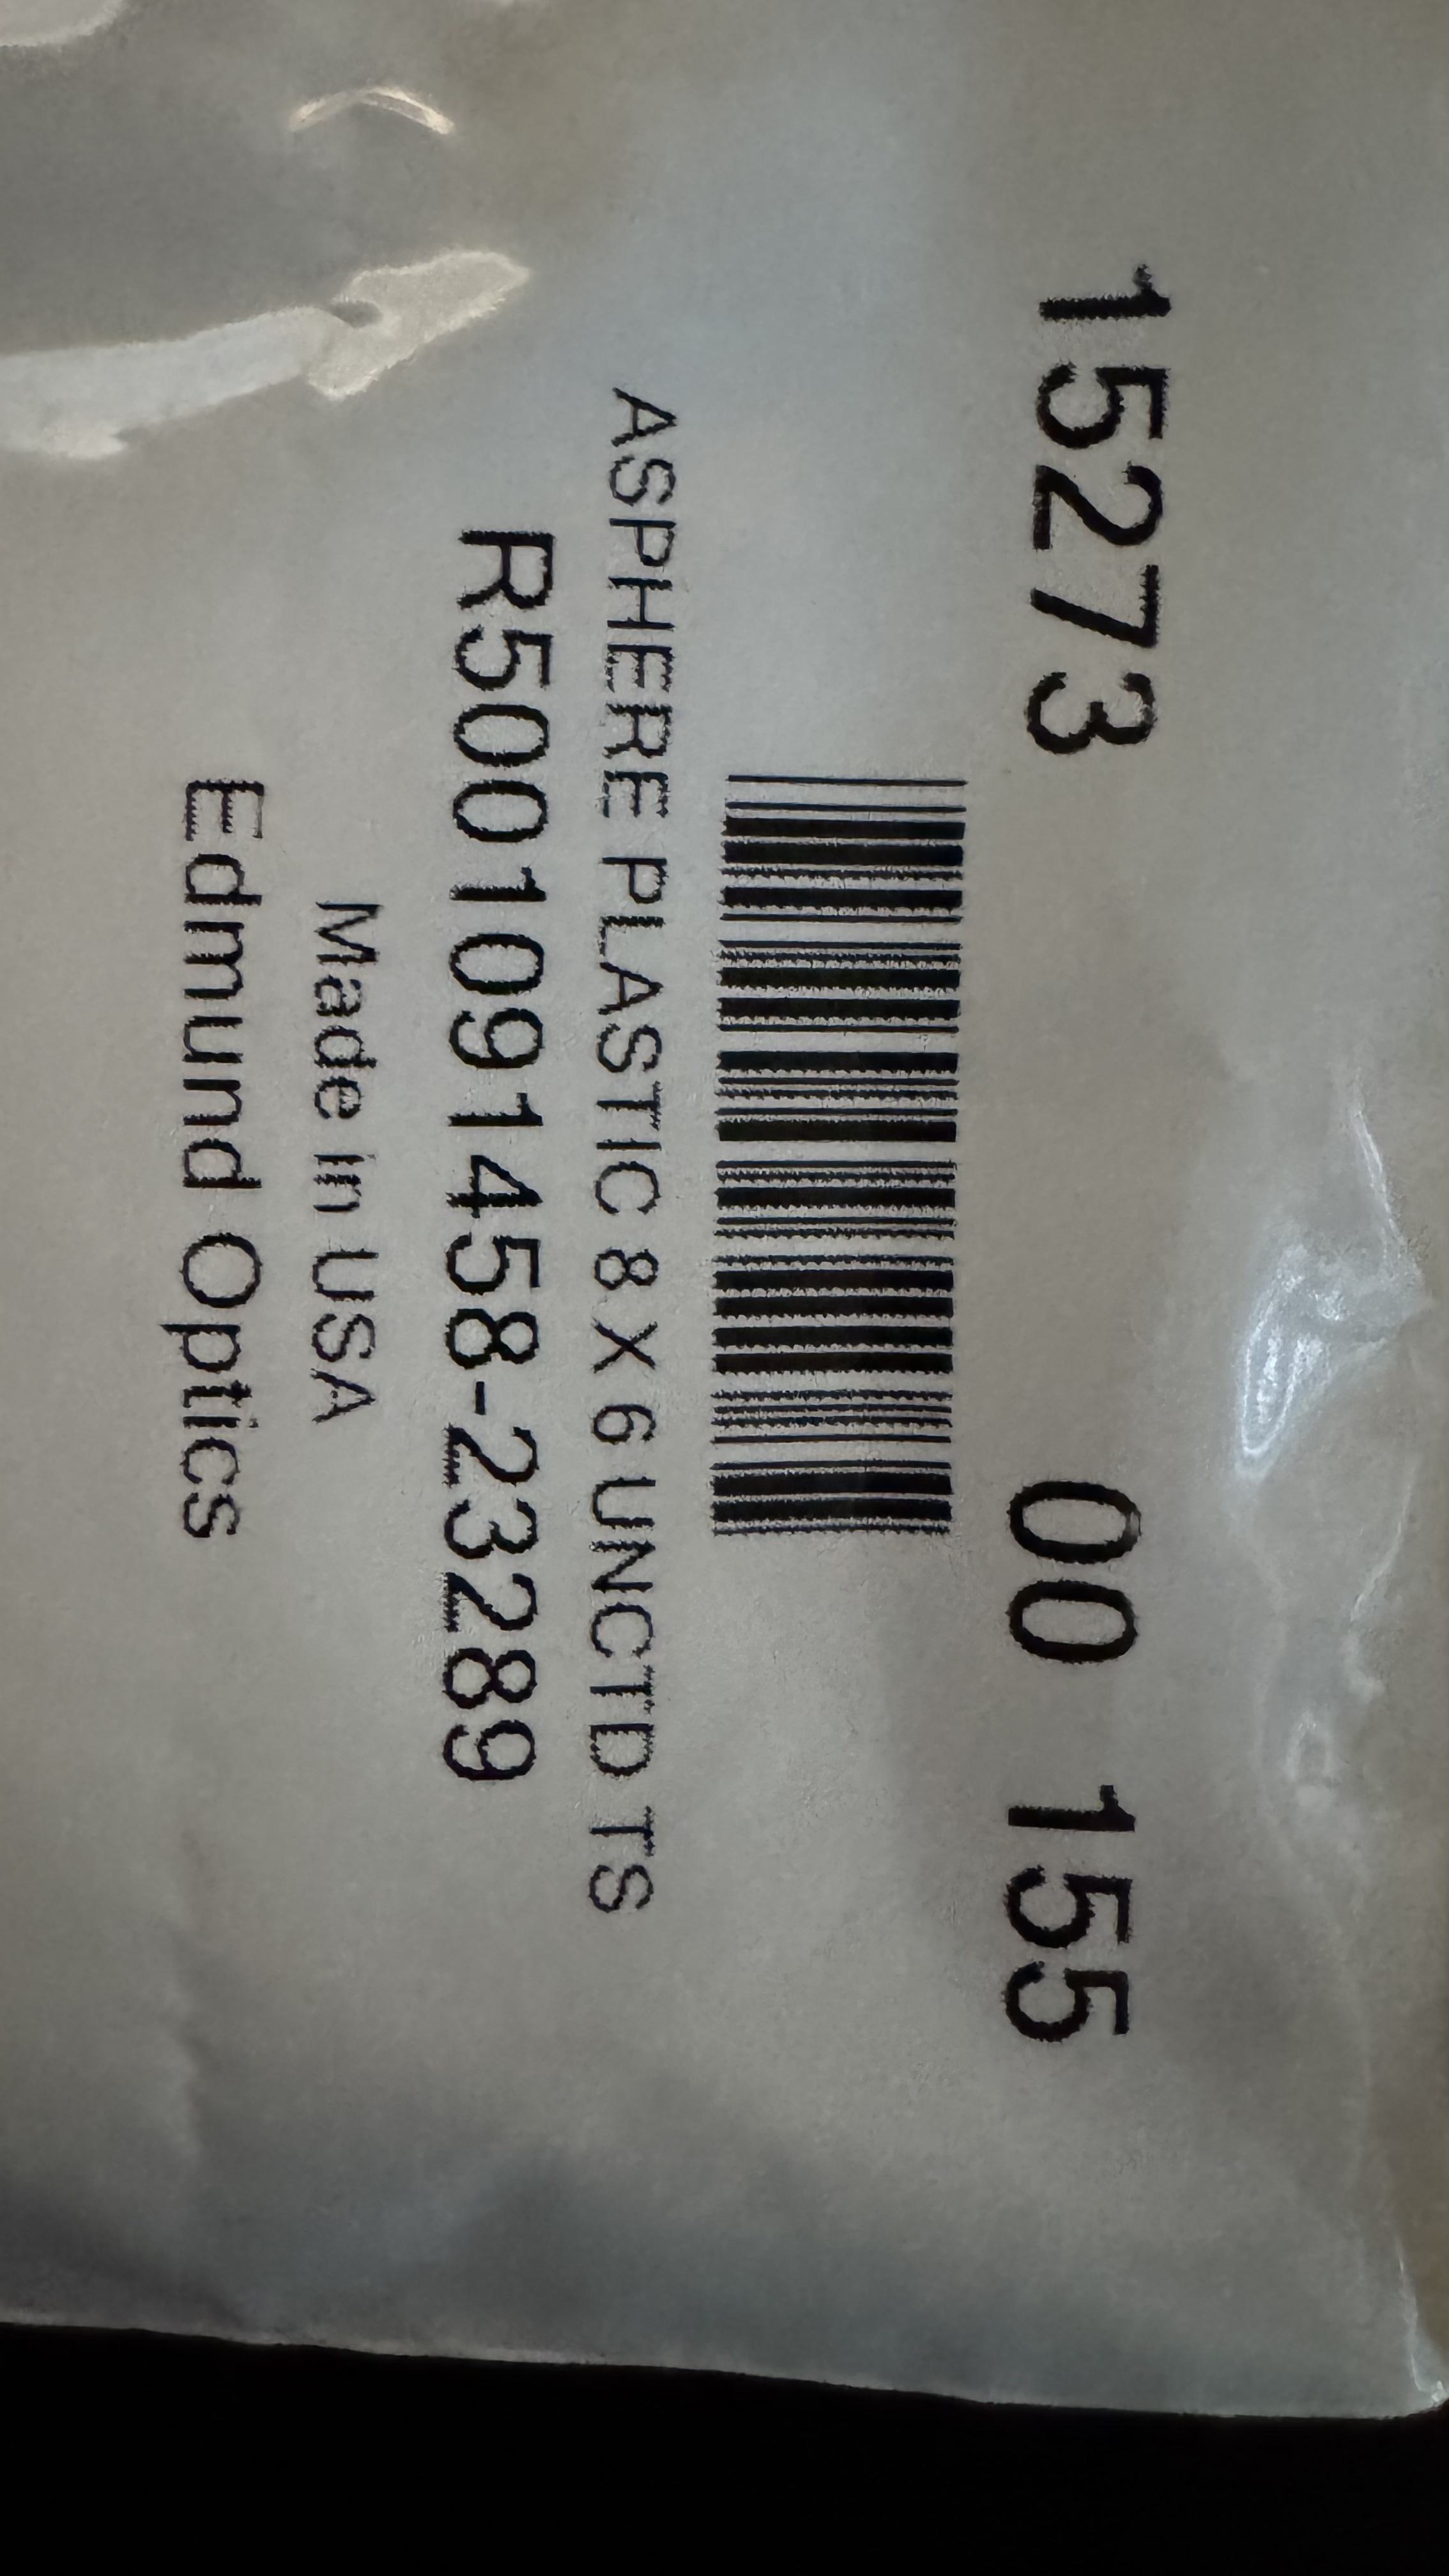 15273 00 155
ASPHERE PLASTIC 8 X 6 UNCTD TS
R5001091458-23289
Made in USA
Edmund Optics